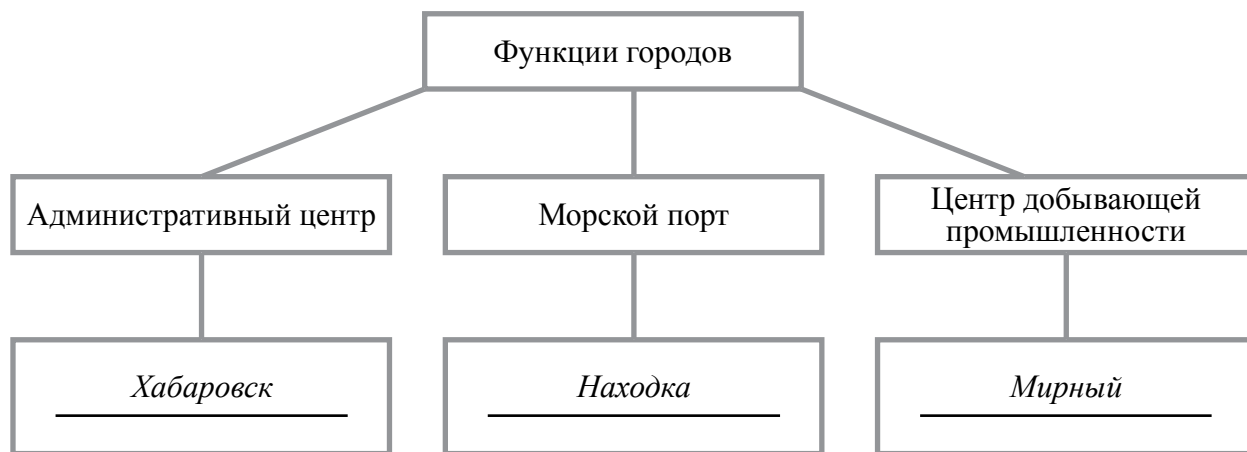 Функции городов
Административный центр
Морской порт
Центр добывающей
промышленности
Хабаровск
Находка
Мирный